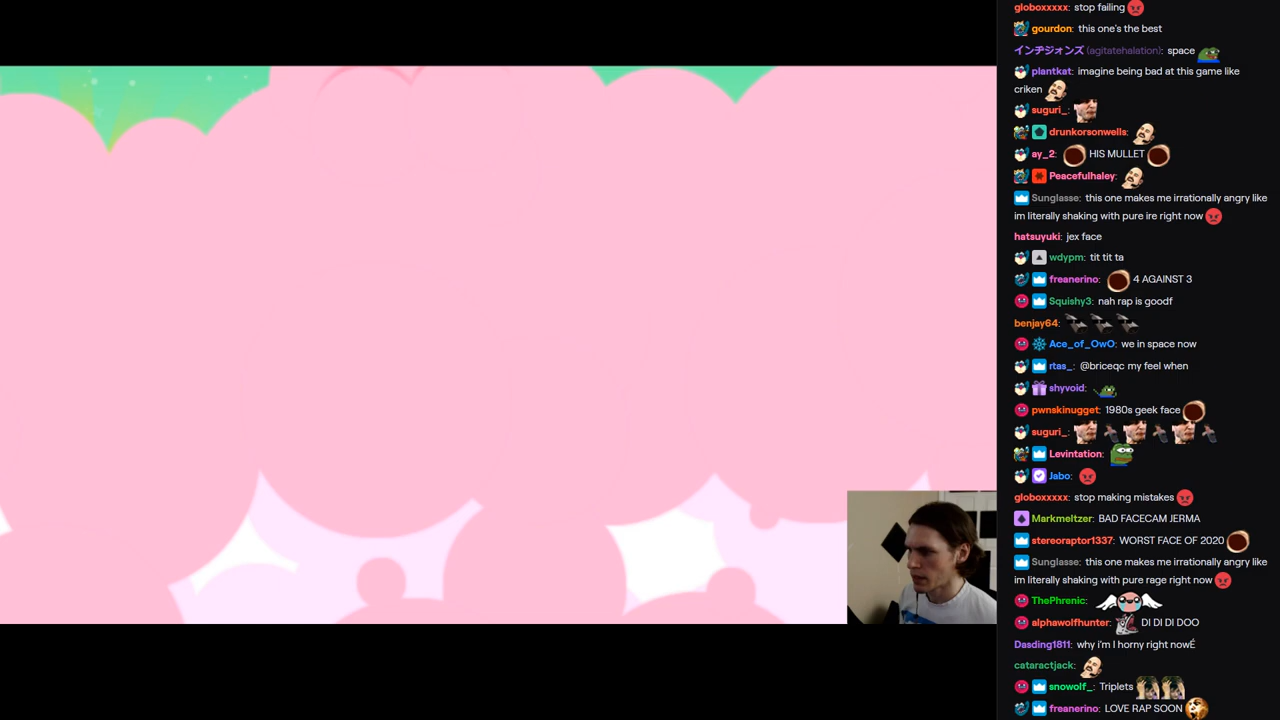 globoxxxxx: stop failing
gourdon: this one's the best
インヂジョンズ (agitatehalation): space
plantkat: imagine being bad at this game like
criken
suguri_:
drunkorsonwells:
ay_2: HIS MULLET
Peacefulhaley:
Sunglasse: this one makes me irrationally angry like
im literally shaking with pure ire right now
hatsuyuki: jex face
wdypm: tit tit ta
freanerino: 4 AGAINST 3
Squishy3: nah rap is goodf
benjay64:
Ace_of_OwO: we in space now
rtas_: @briceqc my feel when
shyvoid:
pwnskinugget: 1980s geek face
suguri_:
Levintation:
Jabo:
globoxxxxx: stop making mistakes
Markmeltzer: BAD FACECAM JERMA
stereoraptor1337: WORST FACE OF 2020
Sunglasse: this one makes me irrationally angry like
im literally shaking with pure rage right now
ThePhrenic:
alphawolfhunter: DI DI DI DOO
Dasding1811: why i'm I horny right nowÉ
cataractjack:
snowolf_: Triplets
freanerino: LOVE RAP SOON